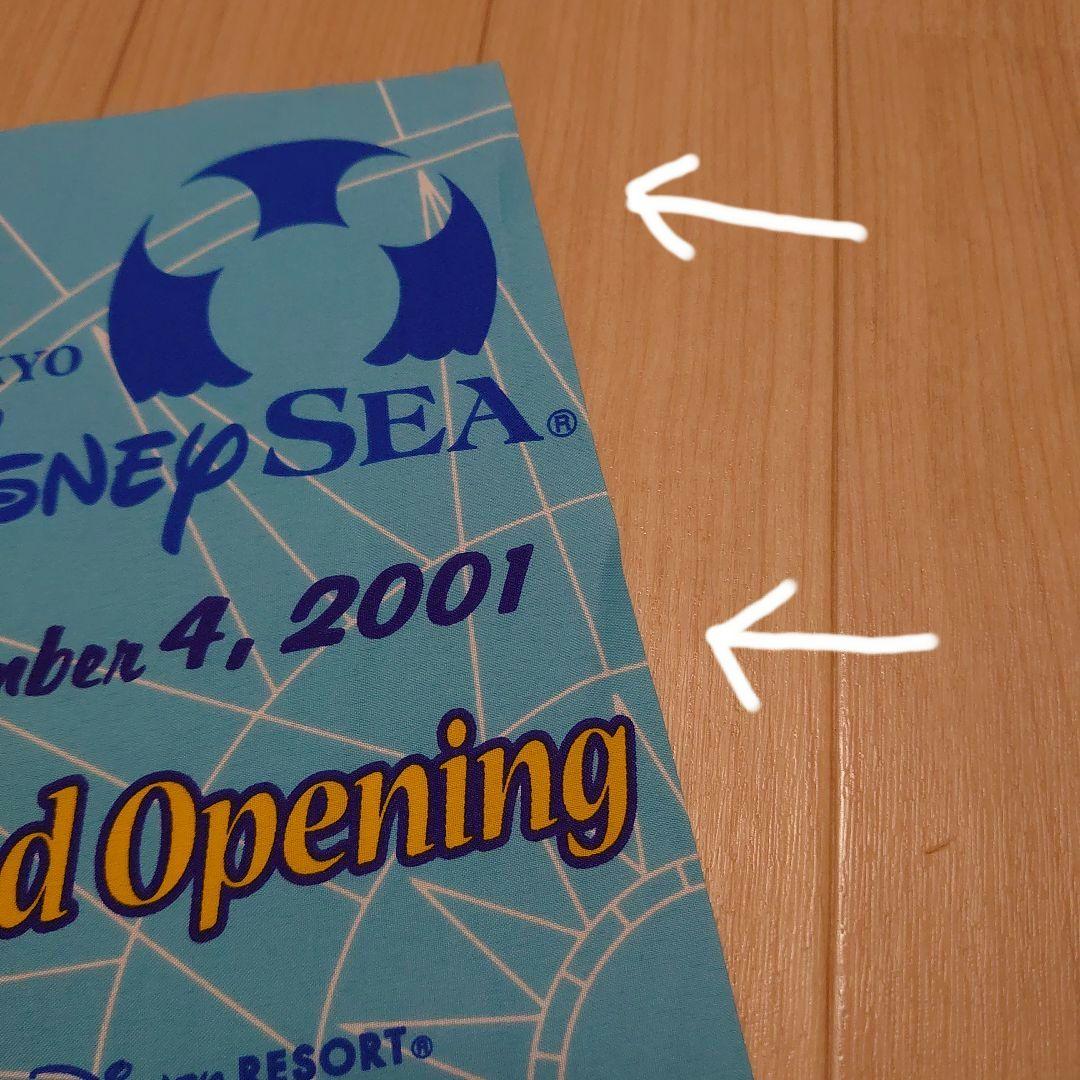 KYO
SNEY SEA®
mber 4, 2001
d Opening
RESORT®